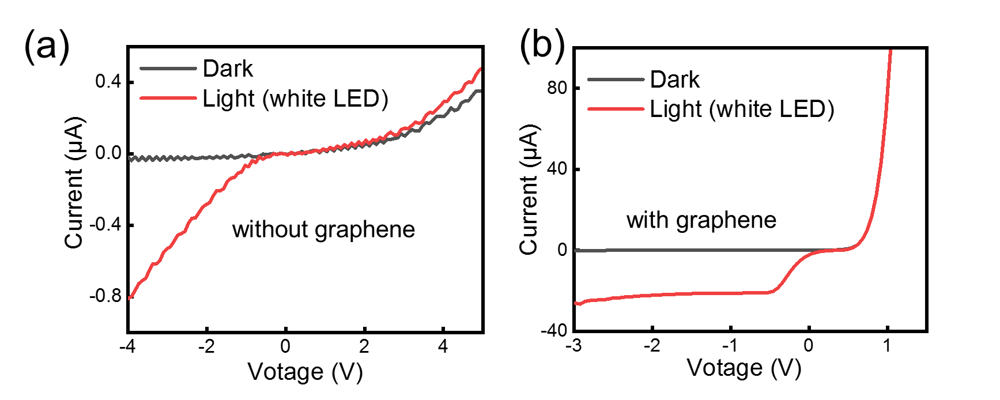 (a)
Dark
Light (white LED)
without graphene
0.4
0.0
-0.4
-0.8
-4
-2
0
2
4
Current (μA)
Votage (V)
(b)
Dark
Light (white LED)
with graphene
80
40
0
-40
-3
-2
-1
0
1
Current (μA)
Votage (V)